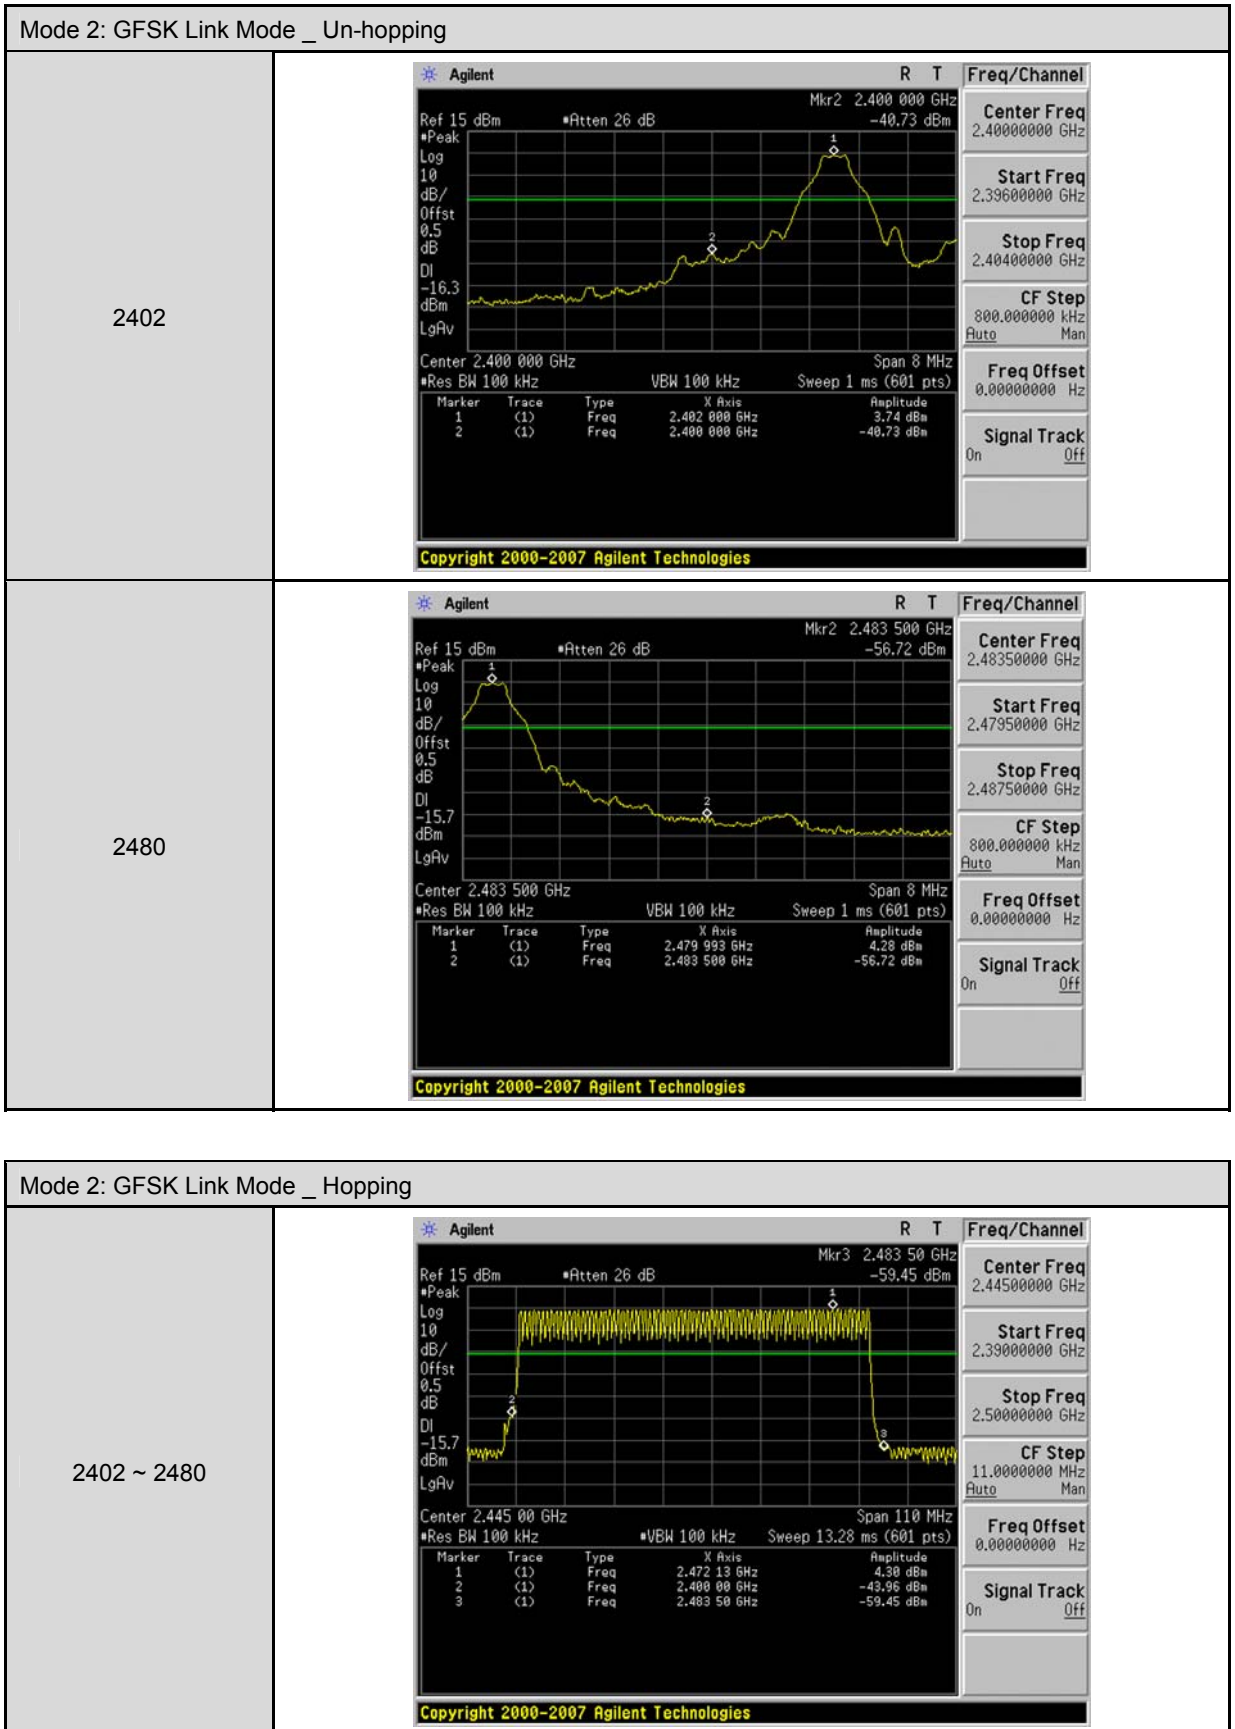 Mode 2: GFSK Link Mode _ Un-hopping
2402
Agilent R T Freq/Channel
Mkr2 2.400 000 GHz
Ref 15 dBm #Atten 26 dB -40.73 dBm
#Peak
Log
10
dB/
Offst
0.5
dB
DI
-16.3
dBm
LgAv
1
2
Center 2.400 000 GHz Span 8 MHz
#Res BW 100 kHz VBW 100 kHz Sweep 1 ms (601 pts)
Marker Trace Type X Axis Amplitude
1 (1) Freq 2.402 000 GHz 3.74 dBm
2 (1) Freq 2.400 000 GHz -40.73 dBm
Center Freq
2.40000000 GHz
Start Freq
2.39600000 GHz
Stop Freq
2.40400000 GHz
CF Step
800.000000 kHz
Auto Man
Freq Offset
0.00000000 Hz
Signal Track
On Off
Copyright 2000-2007 Agilent Technologies
2480
Agilent R T Freq/Channel
Mkr2 2.483 500 GHz
Ref 15 dBm #Atten 26 dB -56.72 dBm
#Peak
Log
10
dB/
Offst
0.5
dB
DI
-15.7
dBm
LgAv
1
2
Center 2.483 500 GHz Span 8 MHz
#Res BW 100 kHz VBW 100 kHz Sweep 1 ms (601 pts)
Marker Trace Type X Axis Amplitude
1 (1) Freq 2.479 993 GHz 4.28 dBm
2 (1) Freq 2.483 500 GHz -56.72 dBm
Center Freq
2.48350000 GHz
Start Freq
2.47950000 GHz
Stop Freq
2.48750000 GHz
CF Step
800.000000 kHz
Auto Man
Freq Offset
0.00000000 Hz
Signal Track
On Off
Copyright 2000-2007 Agilent Technologies
Mode 2: GFSK Link Mode _ Hopping
2402 ~ 2480
Agilent R T Freq/Channel
Mkr3 2.483 50 GHz
Ref 15 dBm #Atten 26 dB -59.45 dBm
#Peak
Log
10
dB/
Offst
0.5
dB
DI
-15.7
dBm
LgAv
1
2
3
Center 2.445 00 GHz Span 110 MHz
#Res BW 100 kHz #VBW 100 kHz Sweep 13.28 ms (601 pts)
Marker Trace Type X Axis Amplitude
1 (1) Freq 2.472 13 GHz 4.30 dBm
2 (1) Freq 2.400 00 GHz -43.96 dBm
3 (1) Freq 2.483 50 GHz -59.45 dBm
Center Freq
2.44500000 GHz
Start Freq
2.39000000 GHz
Stop Freq
2.50000000 GHz
CF Step
11.0000000 MHz
Auto Man
Freq Offset
0.00000000 Hz
Signal Track
On Off
Copyright 2000-2007 Agilent Technologies